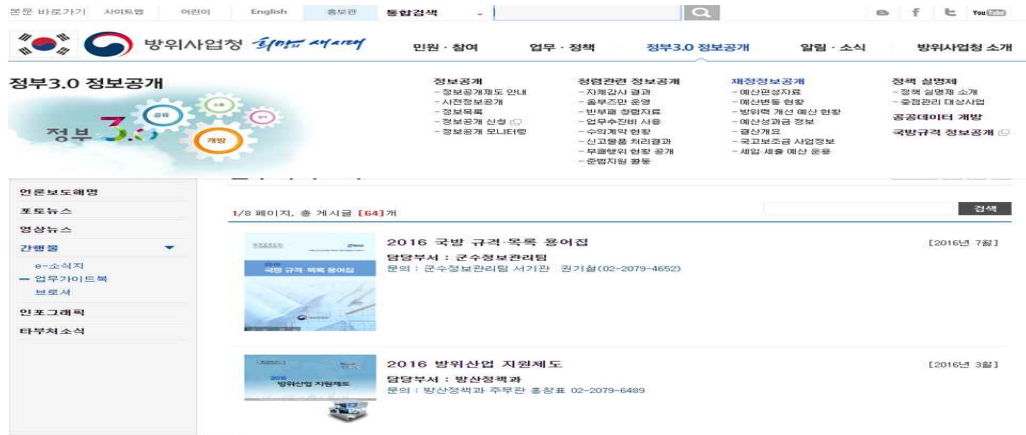 본문 바로가기 사이트맵 어린이 English 홍보관 통합검색
You Tube
방위사업청 희망의 새시대 민원 · 참여 업무 · 정책 정부3.0 정보공개 알림 · 소식 방위사업청 소개
정부3.0 정보공개
정부 3.0
공유
개방
정보공개
- 정보공개제도 안내
- 사전정보공개
- 정보목록
- 정보공개 신청
- 정보공개 모니터링
청렴관련 정보공개
- 자체감사 결과
- 옴부즈만 운영
- 반부패 청렴자료
- 업무추진비 사용
- 수의계약 현황
- 신고물품 처리결과
- 부패행위 현황 공개
- 준법지원 활동
재정정보공개
- 예산편성자료
- 예산변동 현황
- 방위력 개선 예산 현황
- 예산성과금 정보
- 결산개요
- 국고보조금 사업정보
- 세입·세출 예산 운용
정책 실명제
- 정책 실명제 소개
- 중점관리 대상사업
공공데이터 개방
국방규격 정보공개
언론보도해명
포토뉴스
영상뉴스
간행물
e-소식지
업무가이드북
브로셔
인포그래픽
타부처소식
1/8 페이지, 총 게시글 [64]개
검색
2016
국방 규격·목록 용어집
2016 국방 규격·목록 용어집 [2016년 7월]
담당부서 : 군수정보관리팀
문의 : 군수정보관리팀 서기관 권기철(02-2079-4652)
2016
방위산업 지원제도
2016 방위산업 지원제도 [2016년 3월]
담당부서 : 방산정책과
문의 : 방산정책과 주무관 홍창표 02-2079-6489